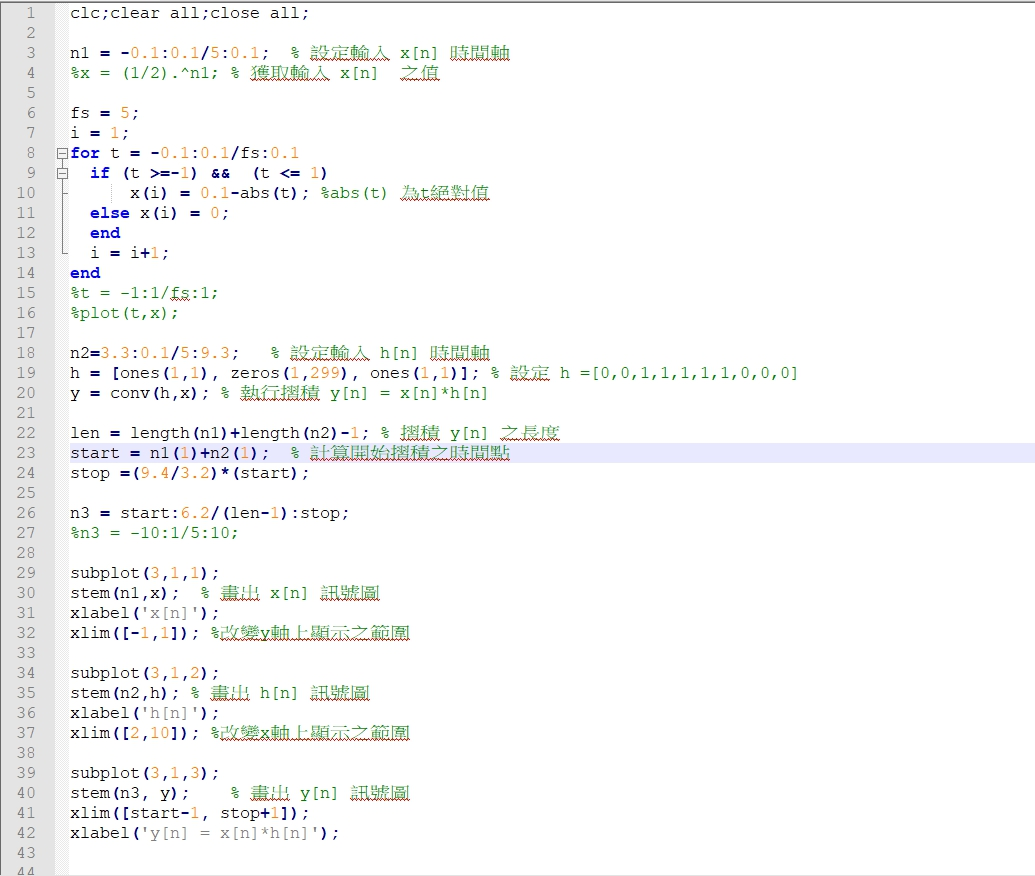 1 clc;clear all;close all;
2
3 n1 = -0.1:0.1/5:0.1; % 設定輸入 x[n] 時間軸
4 %x = (1/2).^n1; % 獲取輸入 x[n] 之值
5
6 fs = 5;
7 i = 1;
8 for t = -0.1:0.1/fs:0.1
9 if (t >=-1) && (t <= 1)
10 x(i) = 0.1-abs(t); %abs(t) 為t絕對值
11 else x(i) = 0;
12 end
13 i = i+1;
14 end
15 %t = -1:1/fs:1;
16 %plot(t,x);
17
18 n2=3.3:0.1/5:9.3; % 設定輸入 h[n] 時間軸
19 h = [ones(1,1), zeros(1,299), ones(1,1)]; % 設定 h =[0,0,1,1,1,1,1,0,0,0]
20 y = conv(h,x); % 執行摺積 y[n] = x[n]*h[n]
21
22 len = length(n1)+length(n2)-1; % 摺積 y[n] 之長度
23 start = n1(1)+n2(1); % 計算開始摺積之時間點
24 stop =(9.4/3.2)*(start);
25
26 n3 = start:6.2/(len-1):stop;
27 %n3 = -10:1/5:10;
28
29 subplot(3,1,1);
30 stem(n1,x); % 畫出 x[n] 訊號圖
31 xlabel('x[n]');
32 xlim([-1,1]); %改變y軸上顯示之範圍
33
34 subplot(3,1,2);
35 stem(n2,h); % 畫出 h[n] 訊號圖
36 xlabel('h[n]');
37 xlim([2,10]); %改變x軸上顯示之範圍
38
39 subplot(3,1,3);
40 stem(n3, y); % 畫出 y[n] 訊號圖
41 xlim([start-1, stop+1]);
42 xlabel('y[n] = x[n]*h[n]');
43
44